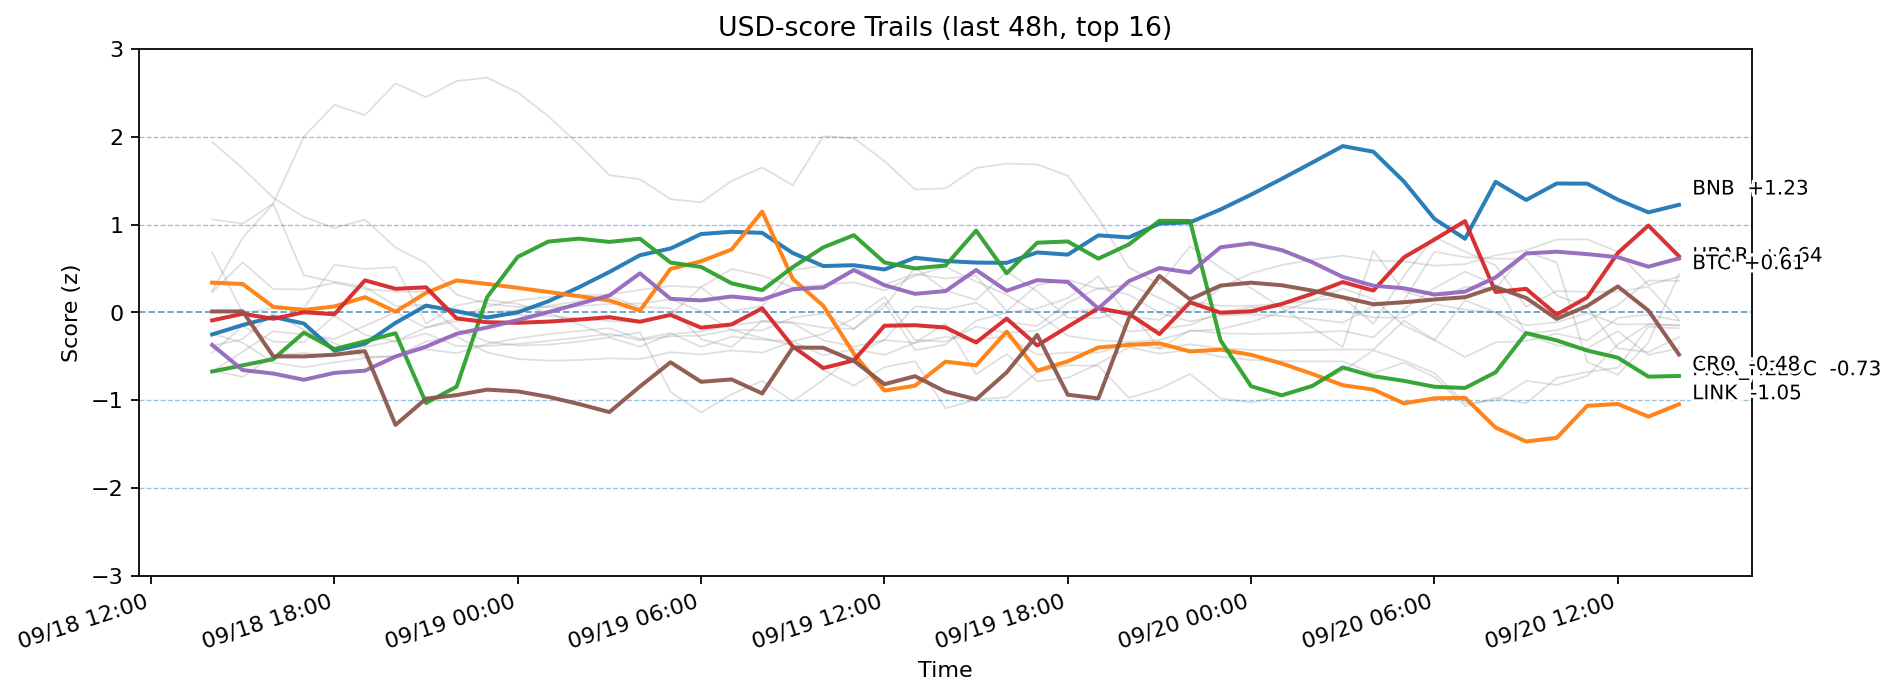 USD-score Trails (last 48h, top 16)
Score (z)
3
2
1
0
−1
−2
−3
BNB +1.23
BTC +0.61
CRO -0.48
-0.73
LINK -1.05
09/18 12:00
09/18 18:00
09/19 00:00
09/19 06:00
09/19 12:00
09/19 18:00
09/20 00:00
09/20 06:00
09/20 12:00
Time